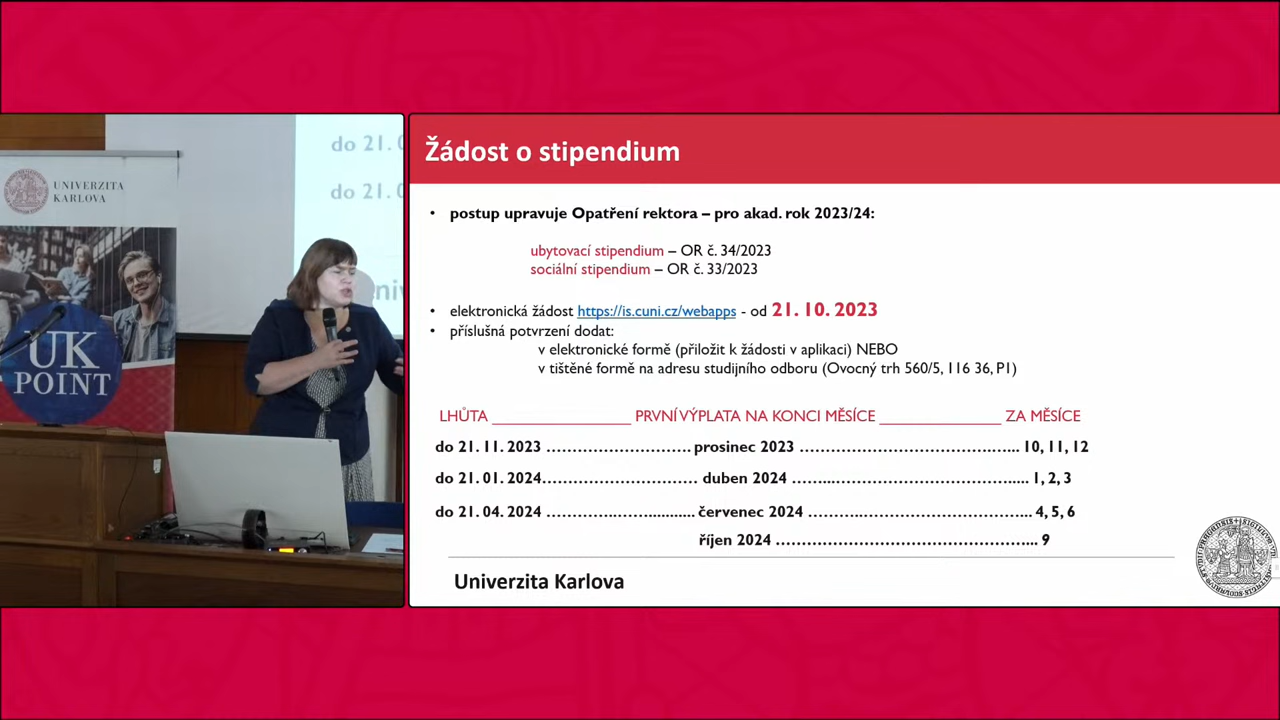 do 21. 0
do 21. 0
UNIVERZITA
KARLOVA
UK
POINT
Žádost o stipendium
• postup upravuje Opatření rektora – pro akad. rok 2023/24:
ubytovací stipendium – OR č. 34/2023
sociální stipendium – OR č. 33/2023
• elektronická žádost https://is.cuni.cz/webapps - od 21. 10. 2023
• příslušná potvrzení dodat:
v elektronické formě (přiložit k žádosti v aplikaci) NEBO
v tištěné formě na adresu studijního odboru (Ovocný trh 560/5, 116 36, P1)
LHŮTA ________________ PRVNÍ VÝPLATA NA KONCI MĚSÍCE ______________ ZA MĚSÍCE
do 21. 11. 2023 ………………………. prosinec 2023 ……………………………….…... 10, 11, 12
do 21. 01. 2024………………………… duben 2024 ……...……………………………….... 1, 2, 3
do 21. 04. 2024 ………….……........... červenec 2024 ………..…………………………... 4, 5, 6
říjen 2024 …………………………………………... 9
Univerzita Karlova